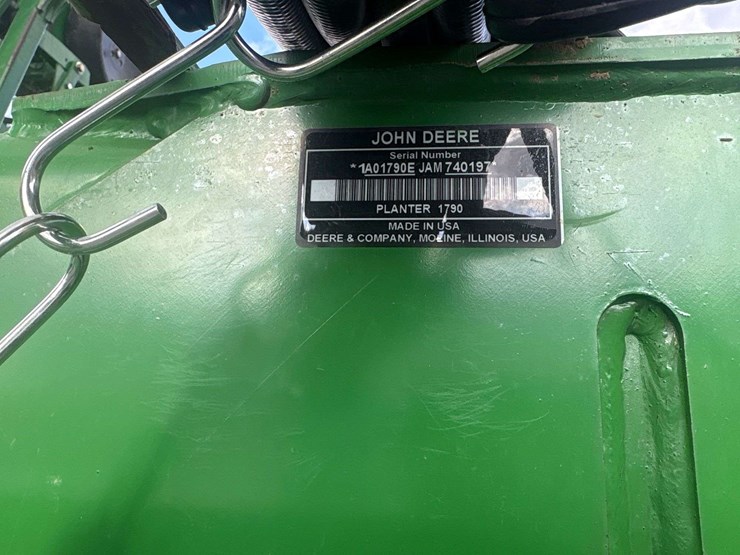 JOHN DEERE
Serial Number
*1A01790E JAM 740197*
PLANTER 1790
MADE IN USA
DEERE & COMPANY, MOLINE, ILLINOIS, USA